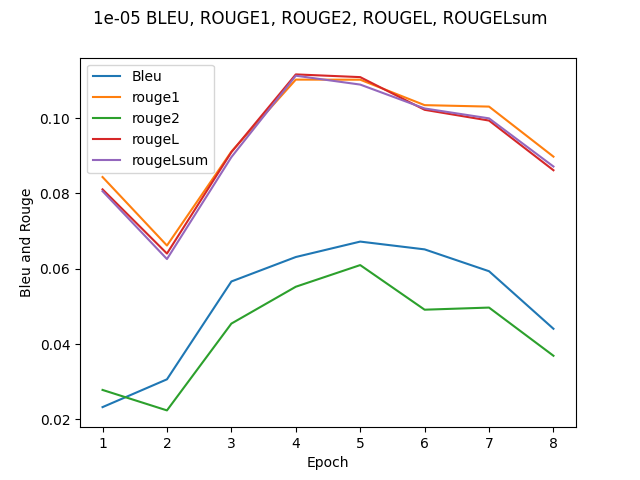 1e-05 BLEU, ROUGE1, ROUGE2, ROUGEL, ROUGELsum
Bleu
rouge1
rouge2
rougeL
rougeLsum
Bleu and Rouge
0.10
0.08
0.06
0.04
0.02
1 2 3 4 5 6 7 8
Epoch